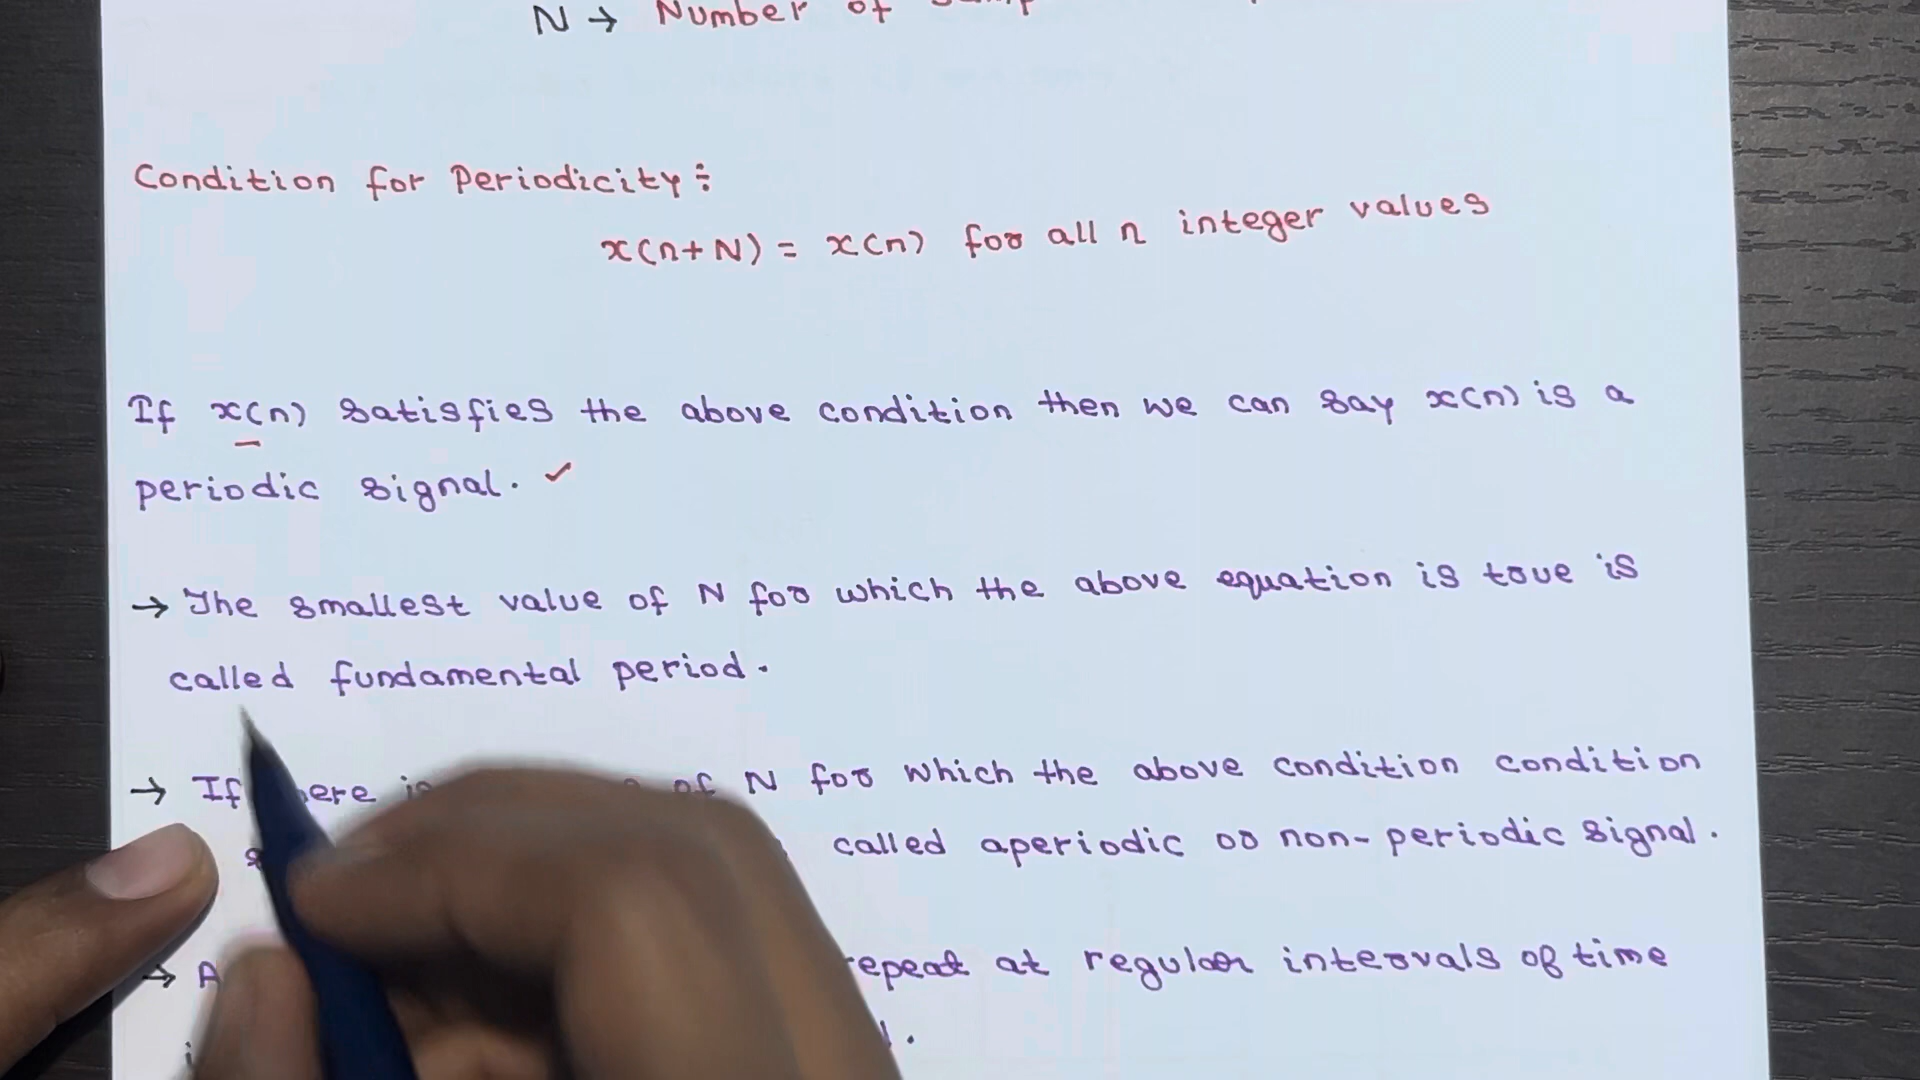 N → Number of
Condition for Periodicity:
x(n+N) = x(n) for all n integer values
If x(n) satisfies the above condition then we can say x(n) is a
periodic signal. ✓
→ The smallest value of N for which the above equation is true is
called fundamental period.
→ If of N for which the above condition condition
called aperiodic or non-periodic signal.
→ A repeat at regular intervals of time